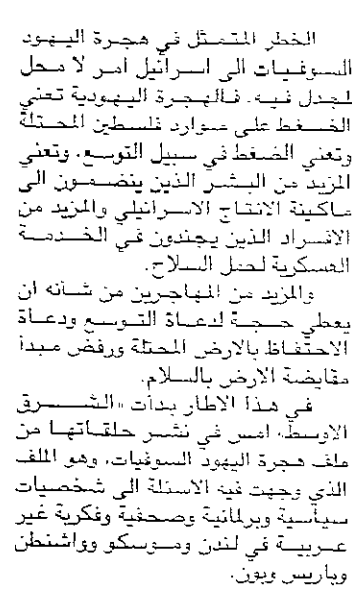 الخطر المتمثل في هجرة اليهود
السوفيات الى اسرائيل امر لا محل
لجدل فيه. فالهجرة اليهودية تعني
الضغط على موارد فلسطين المحتلة
وتعني الضغط في سبيل التوسع. وتعني
المزيد من البشر الذين ينضمون الى
ماكينة الانتاج الاسرائيلي والمزيد من
الافراد الذين يجندون في الخدمة
العسكرية لحمل السلاح.
والمزيد من المهاجرين من شانه ان
يعطي حجة لدعاة التوسع ودعاة
الاحتفاظ بالارض المحتلة ورفض مبدأ
مقايضة الارض بالسلام.
في هذا الاطار بدأت «الشرق
الاوسط» امس في نشر حلقاتها من
ملف هجرة اليهود السوفيات، وهو الملف
الذي وجهت فيه الاسئلة الى شخصيات
سياسية وبرلمانية وصحفية وفكرية غير
عربية في لندن وموسكو وواشنطن
وباريس وبون.